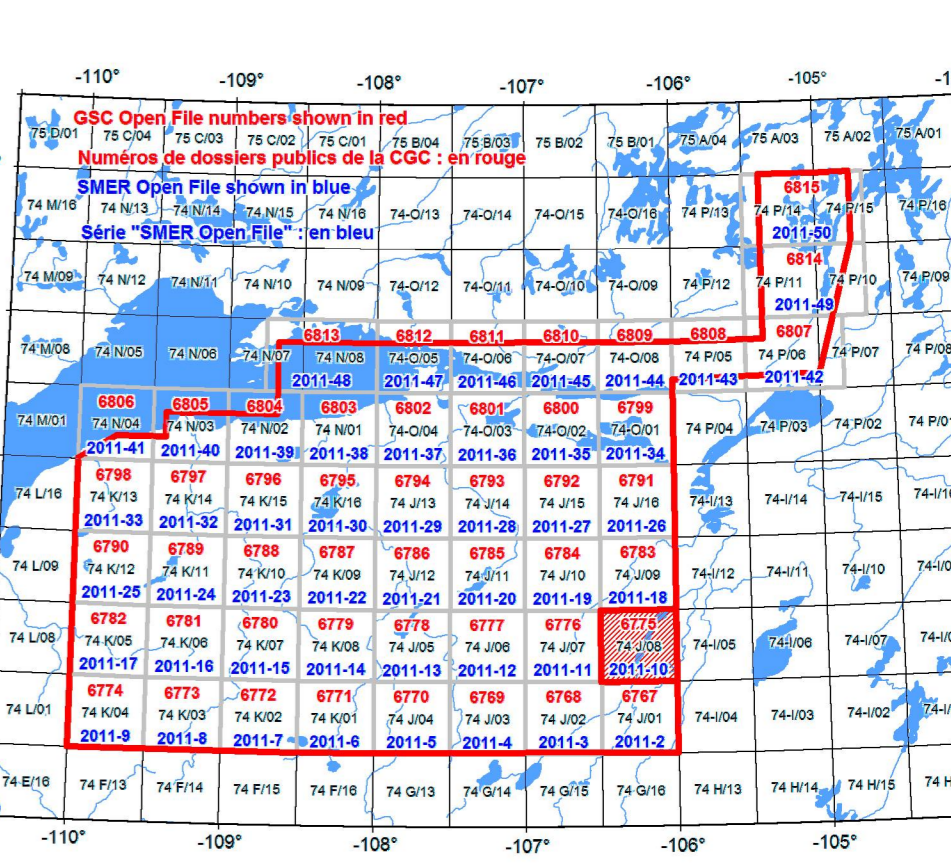 -110° -109° -108° -107° -106° -105° -1
GSC Open File numbers shown in red
75 D/01 75 C/04 75 C/03 75 C/02 75 C/01 75 B/04 75 B/03 75 B/02 75 B/01 75 A/04 75 A/03 75 A/02 75 A/01
Numéros de dossiers publics de la CGC : en rouge
SMER Open File shown in blue
6815
74 M/16 74 N/13 74 N/14 74 N/15 74 N/16 74-O/13 74-O/14 74-O/15 74-O/16 74 P/13 74 P/14 74 P/15 74 P/16
Série "SMER Open File" : en bleu
2011-50
6814
74 M/09 74 N/12 74 N/11 74 N/10 74 N/09 74-O/12 74-O/11 74-O/10 74-O/09 74 P/12 74 P/11 74 P/10 74 P/09
2011-49
6813 6812 6811 6810 6809 6808 6807
74 M/08 74 N/05 74 N/06 74 N/07 74 N/08 74-O/05 74-O/06 74-O/07 74-O/08 74 P/05 74 P/06 74 P/07 74 P/08
2011-48 2011-47 2011-46 2011-45 2011-44 2011-43 2011-42
6806 6805 6804 6803 6802 6801 6800 6799
74 M/01 74 N/04 74 N/03 74 N/02 74 N/01 74-O/04 74-O/03 74-O/02 74-O/01 74 P/04 74 P/03 74 P/02 74 P/0
2011-41 2011-40 2011-39 2011-38 2011-37 2011-36 2011-35 2011-34
6798 6797 6796 6795 6794 6793 6792 6791
74 L/16 74 K/13 74 K/14 74 K/15 74 K/16 74 J/13 74 J/14 74 J/15 74 J/16 74-I/13 74-I/14 74-I/15 74-I/1
2011-33 2011-32 2011-31 2011-30 2011-29 2011-28 2011-27 2011-26
6790 6789 6788 6787 6786 6785 6784 6783
74 L/09 74 K/12 74 K/11 74 K/10 74 K/09 74 J/12 74 J/11 74 J/10 74 J/09 74-I/12 74-I/11 74-I/10 74-I/0
2011-25 2011-24 2011-23 2011-22 2011-21 2011-20 2011-19 2011-18
6782 6781 6780 6779 6778 6777 6776 6775
74 L/08 74 K/05 74 K/06 74 K/07 74 K/08 74 J/05 74 J/06 74 J/07 74 J/08 74-I/05 74-I/06 74-I/07 74-I/0
2011-17 2011-16 2011-15 2011-14 2011-13 2011-12 2011-11 2011-10
6774 6773 6772 6771 6770 6769 6768 6767
74 L/01 74 K/04 74 K/03 74 K/02 74 K/01 74 J/04 74 J/03 74 J/02 74 J/01 74-I/04 74-I/03 74-I/02 74-I/
2011-9 2011-8 2011-7 2011-6 2011-5 2011-4 2011-3 2011-2
74-E/16 74 F/13 74 F/14 74 F/15 74 F/16 74 G/13 74 G/14 74 G/15 74 G/16 74 H/13 74 H/14 74 H/15 74 H
-110° -109° -108° -107° -106° -105°